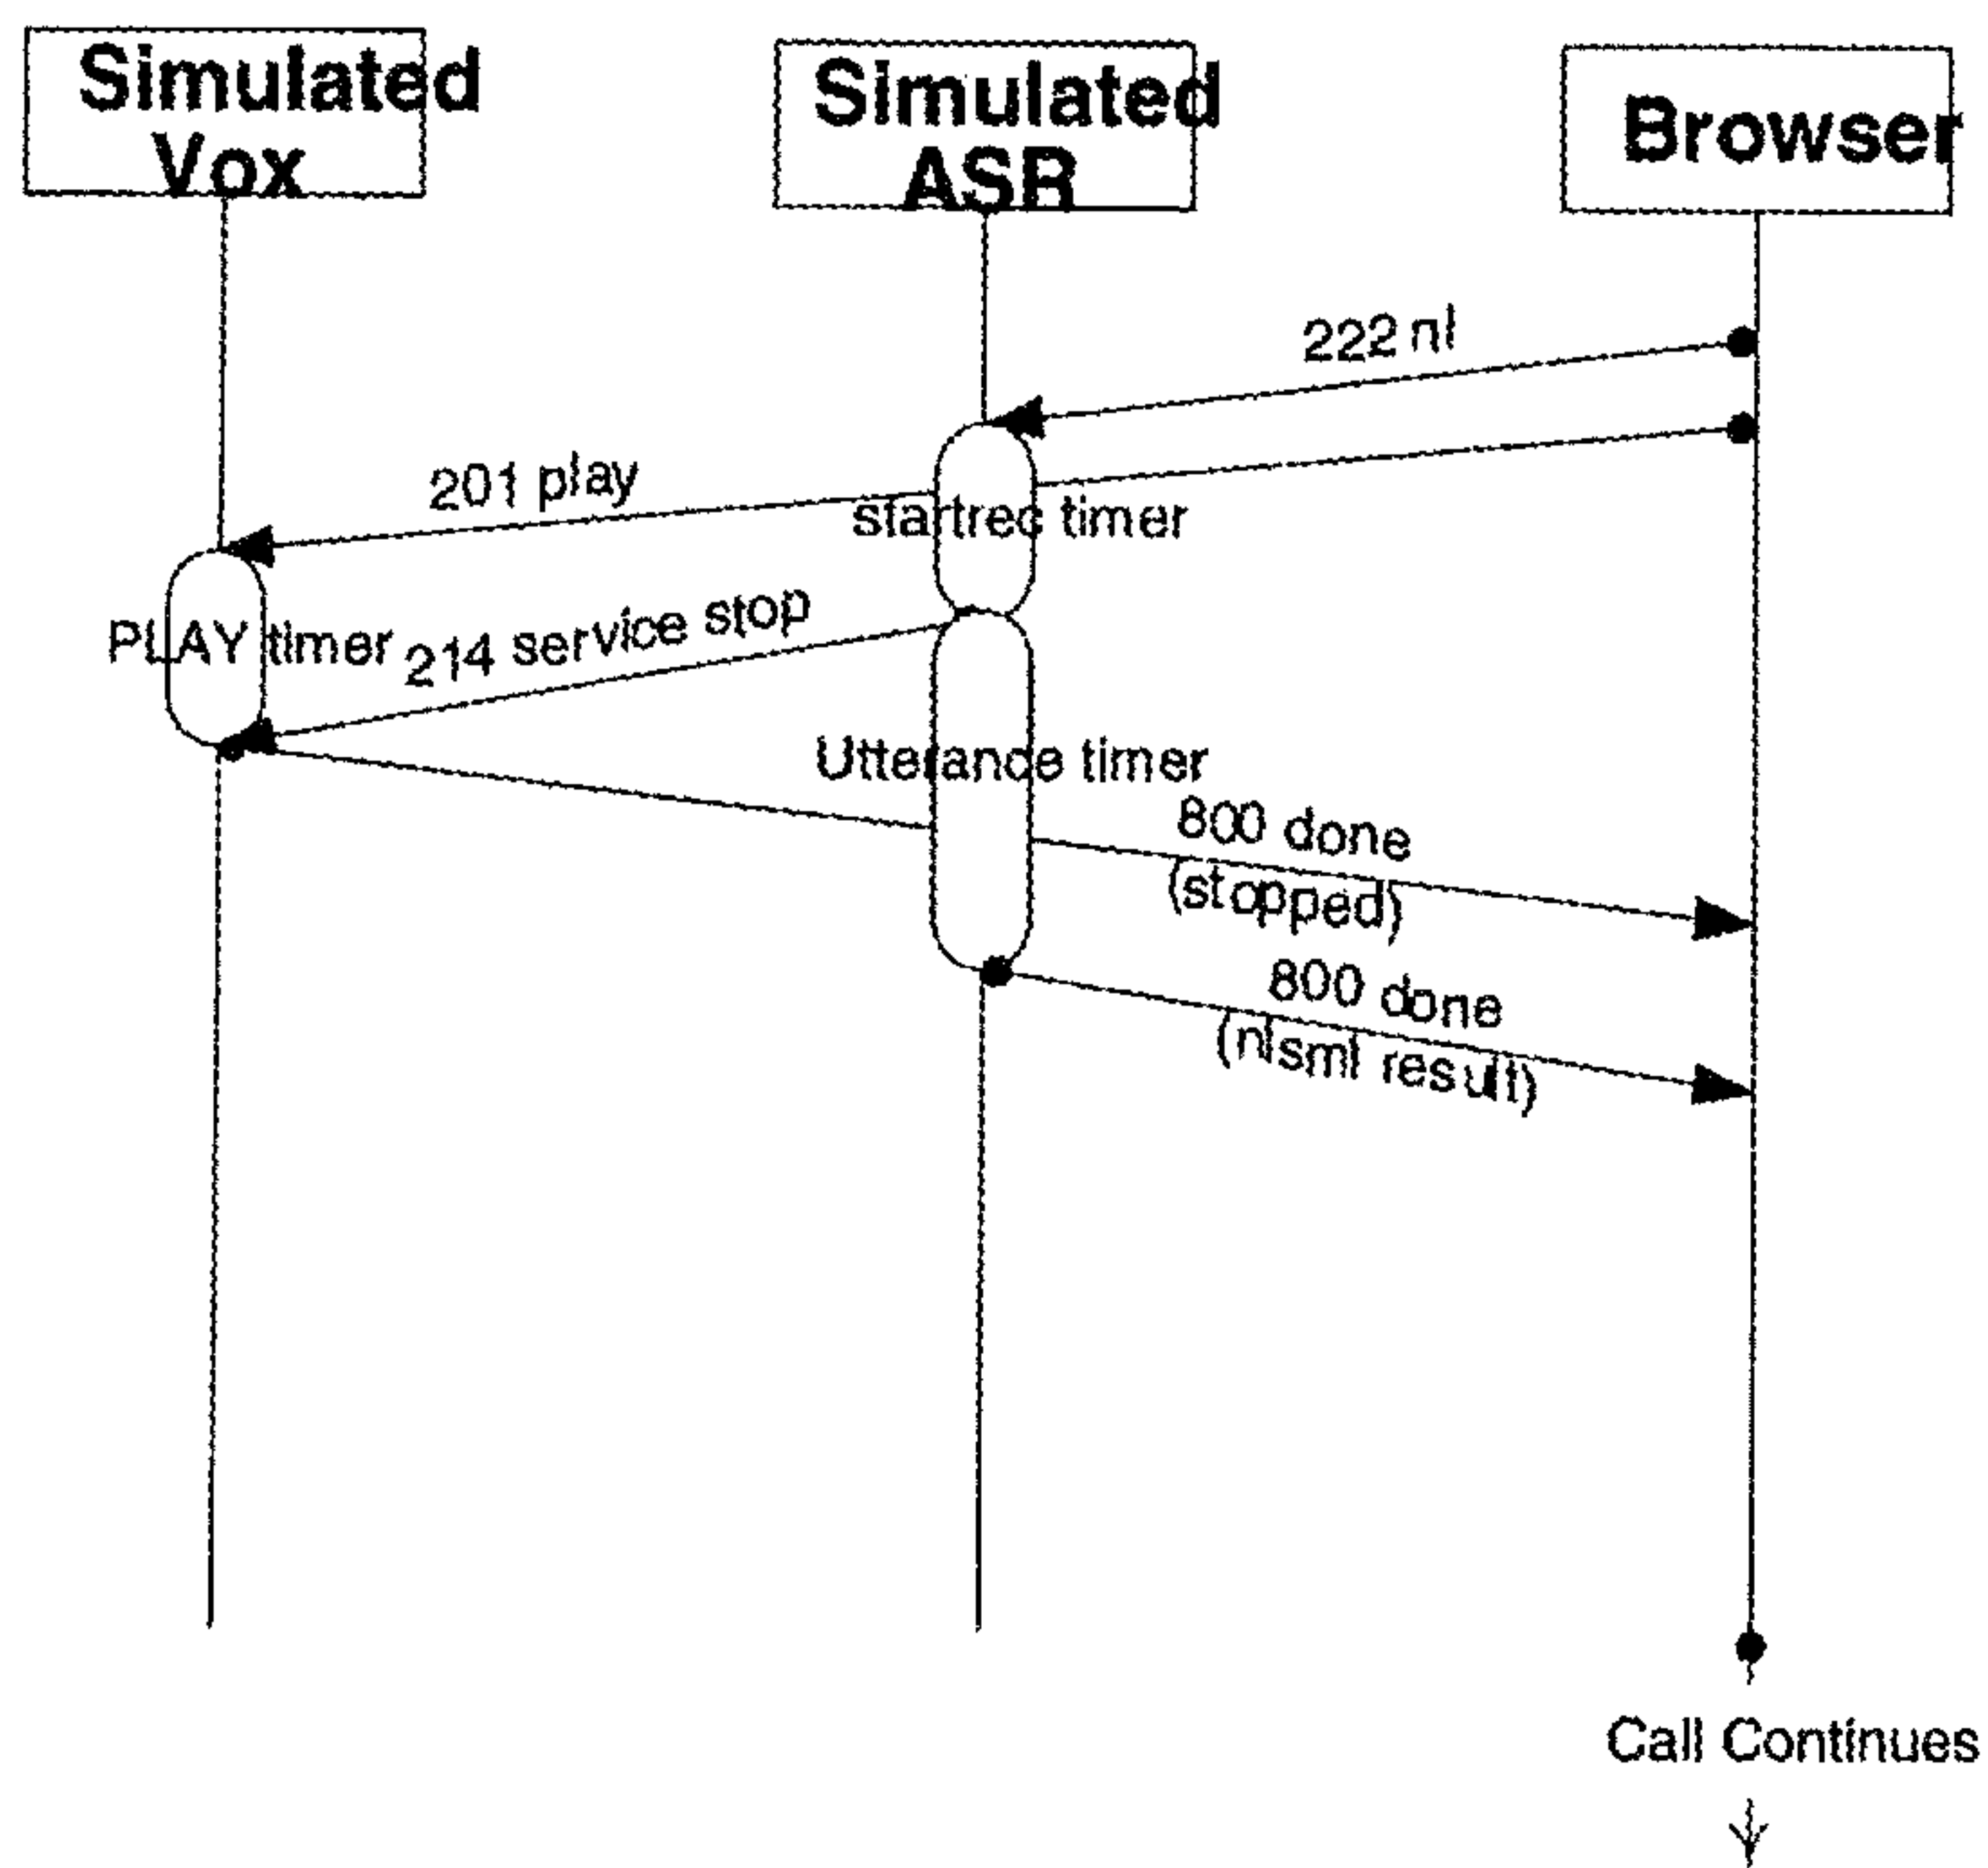 Simulated
Vox
Simulated
ASR
Browser
222 nl
201 play
startrec timer
PLAY timer
214 service stop
Utterance timer
800 done
(stopped)
800 done
(nlsml result)
Call Continues